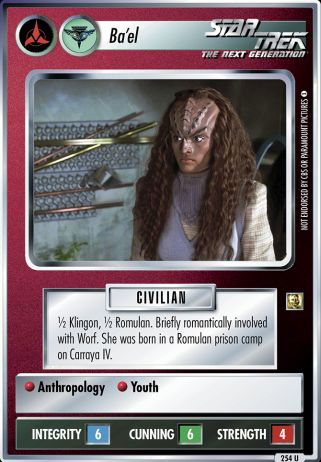 Ba'el
STAR TREK
THE NEXT GENERATION
NOT ENDORSED BY CBS OR PARAMOUNT PICTURES
CIVILIAN
½ Klingon, ½ Romulan. Briefly romantically involved
with Worf. She was born in a Romulan prison camp
on Carraya IV.
Anthropology Youth
INTEGRITY 6 CUNNING 6 STRENGTH 4
254 U